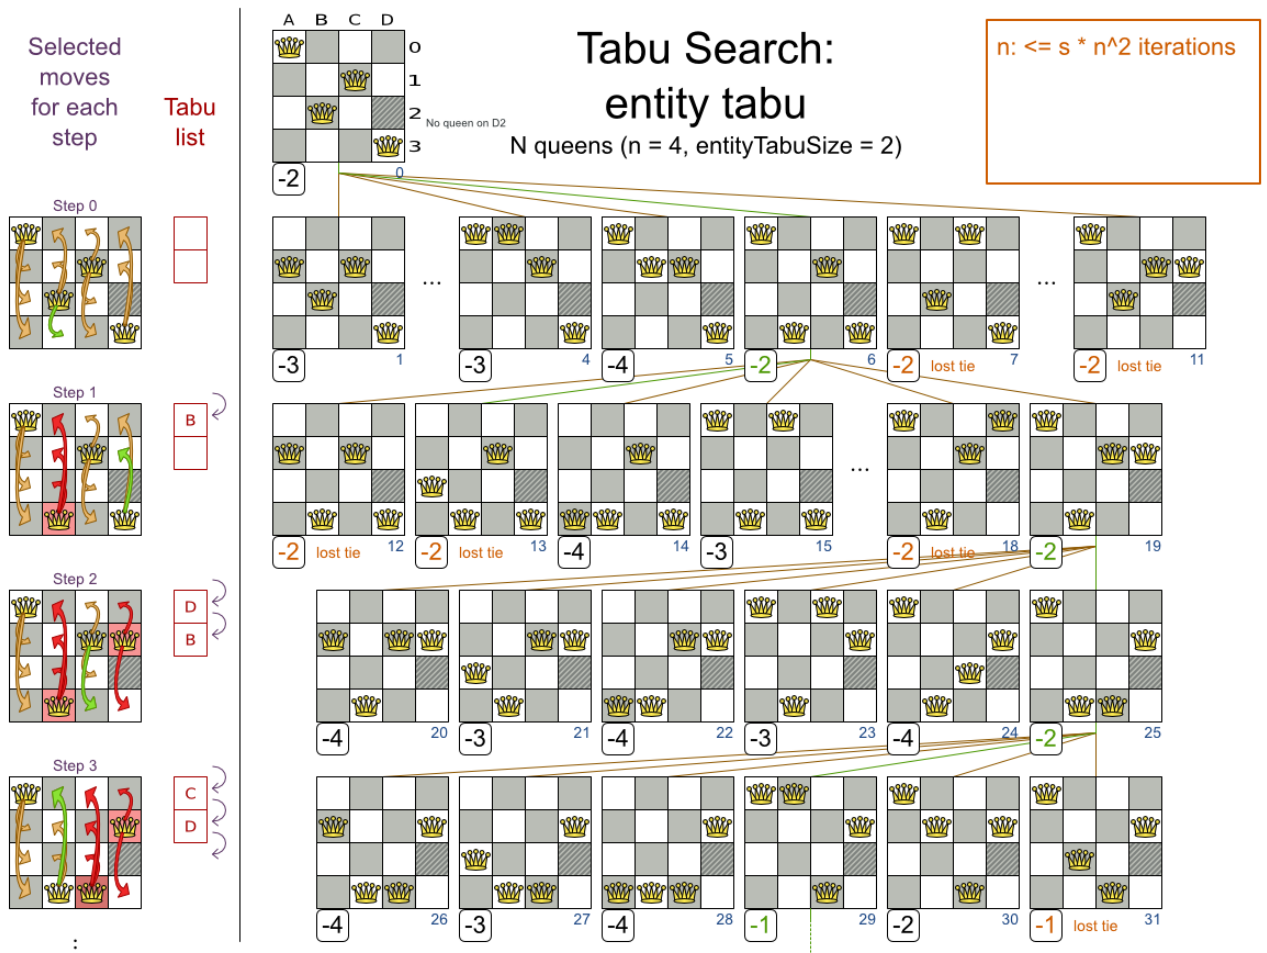 Selected
moves
for each
step
Tabu
list
A B C D
0
1
2
3
No queen on D2
-2
0
Tabu Search:
entity tabu
N queens (n = 4, entityTabuSize = 2)
n: <= s * n^2 iterations
Step 0
...
...
-3 1
-3 4
-4 5
-2 6
-2 lost tie 7
-2 lost tie 11
Step 1
B
...
-2 lost tie 12
-2 lost tie 13
-4 14
-3 15
-2 lost tie 18
-2 19
Step 2
D
B
-4 20
-3 21
-4 22
-3 23
-4 24
-2 25
Step 3
C
D
-4 26
-3 27
-4 28
-1 29
-2 30
-1 lost tie 31
: